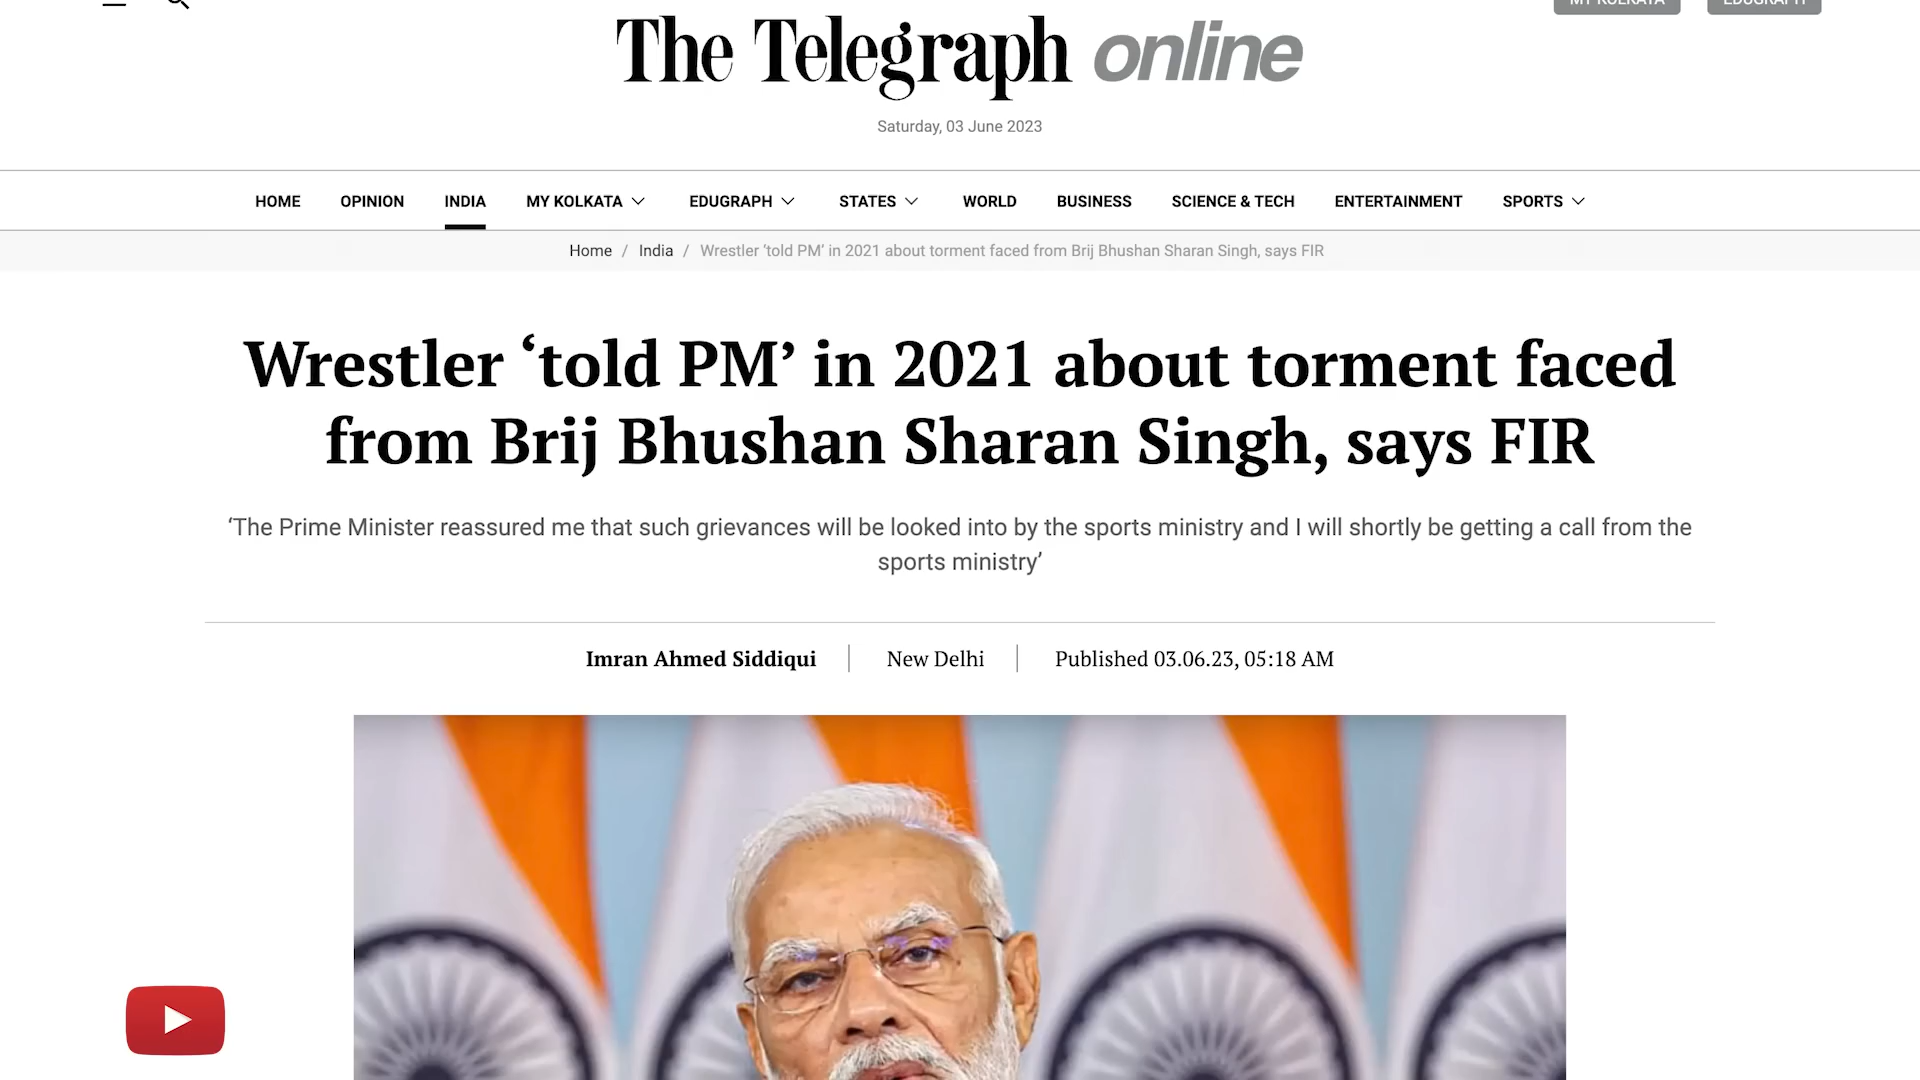 MY KOLKATA
EDUGRAPH
The Telegraph online
Saturday, 03 June 2023
HOME OPINION INDIA MY KOLKATA EDUGRAPH STATES WORLD BUSINESS SCIENCE & TECH ENTERTAINMENT SPORTS
Home / India / Wrestler ‘told PM’ in 2021 about torment faced from Brij Bhushan Sharan Singh, says FIR
Wrestler ‘told PM’ in 2021 about torment faced
from Brij Bhushan Sharan Singh, says FIR
‘The Prime Minister reassured me that such grievances will be looked into by the sports ministry and I will shortly be getting a call from the
sports ministry’
Imran Ahmed Siddiqui | New Delhi | Published 03.06.23, 05:18 AM